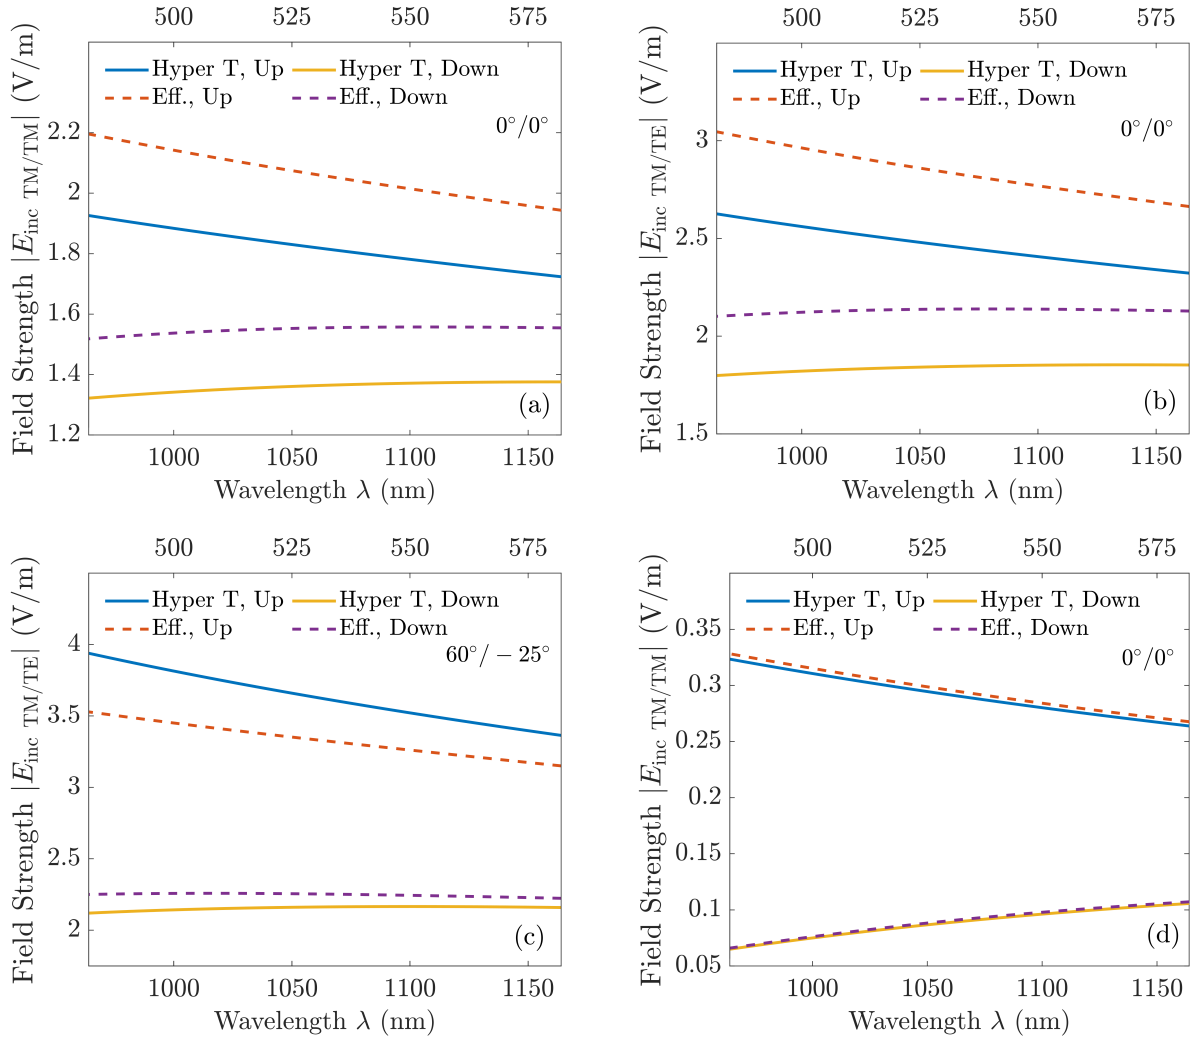 500 525 550 575
Hyper T, Up Hyper T, Down
Eff., Up Eff., Down
0°/0°
2.2
2
1.8
1.6
1.4
1.2
Field Strength |E_inc TM/TM| (V/m)
(a)
1000 1050 1100 1150
Wavelength λ (nm)
500 525 550 575
Hyper T, Up Hyper T, Down
Eff., Up Eff., Down
0°/0°
3
2.5
2
1.5
Field Strength |E_inc TM/TE| (V/m)
(b)
1000 1050 1100 1150
Wavelength λ (nm)
500 525 550 575
Hyper T, Up Hyper T, Down
Eff., Up Eff., Down
60°/ − 25°
4
3.5
3
2.5
2
Field Strength |E_inc TM/TE| (V/m)
(c)
1000 1050 1100 1150
Wavelength λ (nm)
500 525 550 575
Hyper T, Up Hyper T, Down
Eff., Up Eff., Down
0°/0°
0.35
0.3
0.25
0.2
0.15
0.1
0.05
Field Strength |E_inc TM/TM| (V/m)
(d)
1000 1050 1100 1150
Wavelength λ (nm)